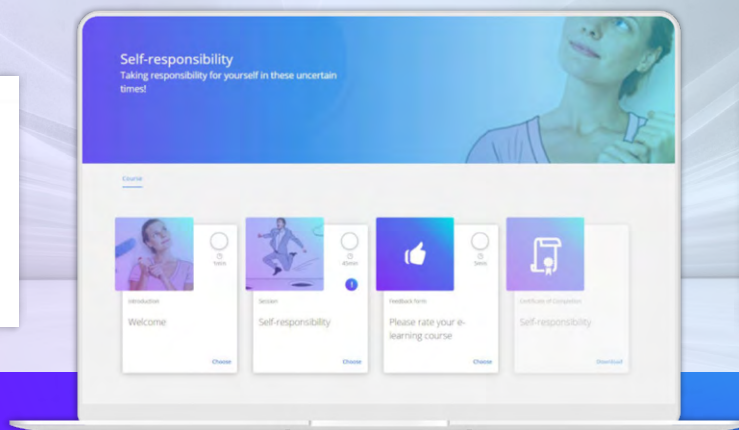 Self-responsibility
Taking responsibility for yourself in these uncertain
times!
Course
Introduction
Welcome
Choose
Session
Self-responsibility
Choose
Feedback form
Please rate your e-
learning course
Choose
Certificate of Completion
Self-responsibility
Download